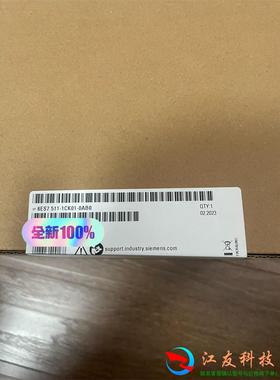 1P 6ES7 511-1CK01-0AB0
QTY:1
02.2023
全新100%
support.industry.siemens.com
江友科技